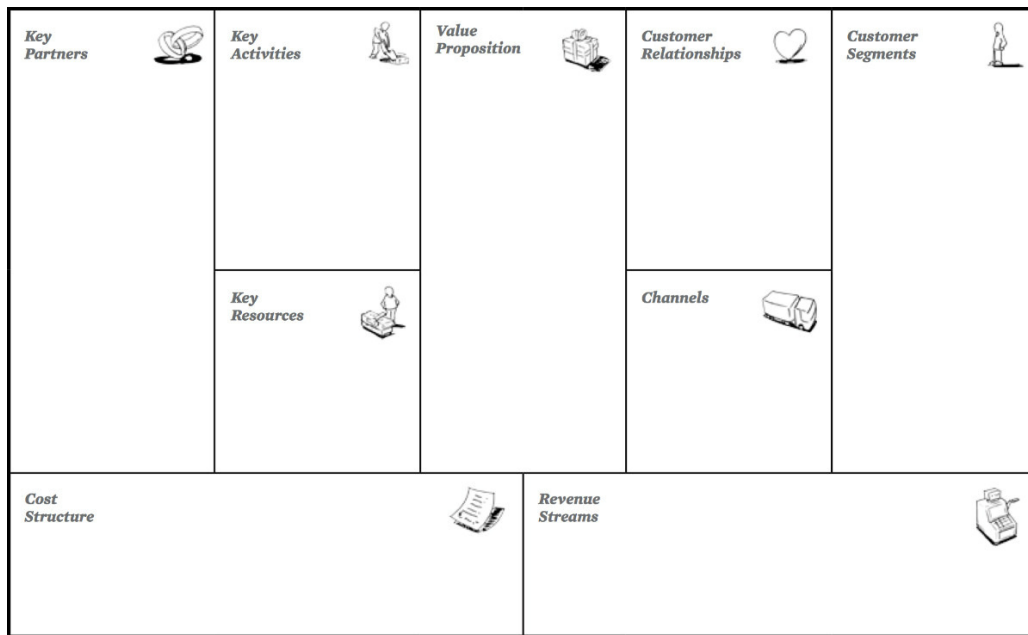 Key
Partners
Key
Activities
Value
Proposition
Customer
Relationships
Customer
Segments
Key
Resources
Channels
Cost
Structure
Revenue
Streams